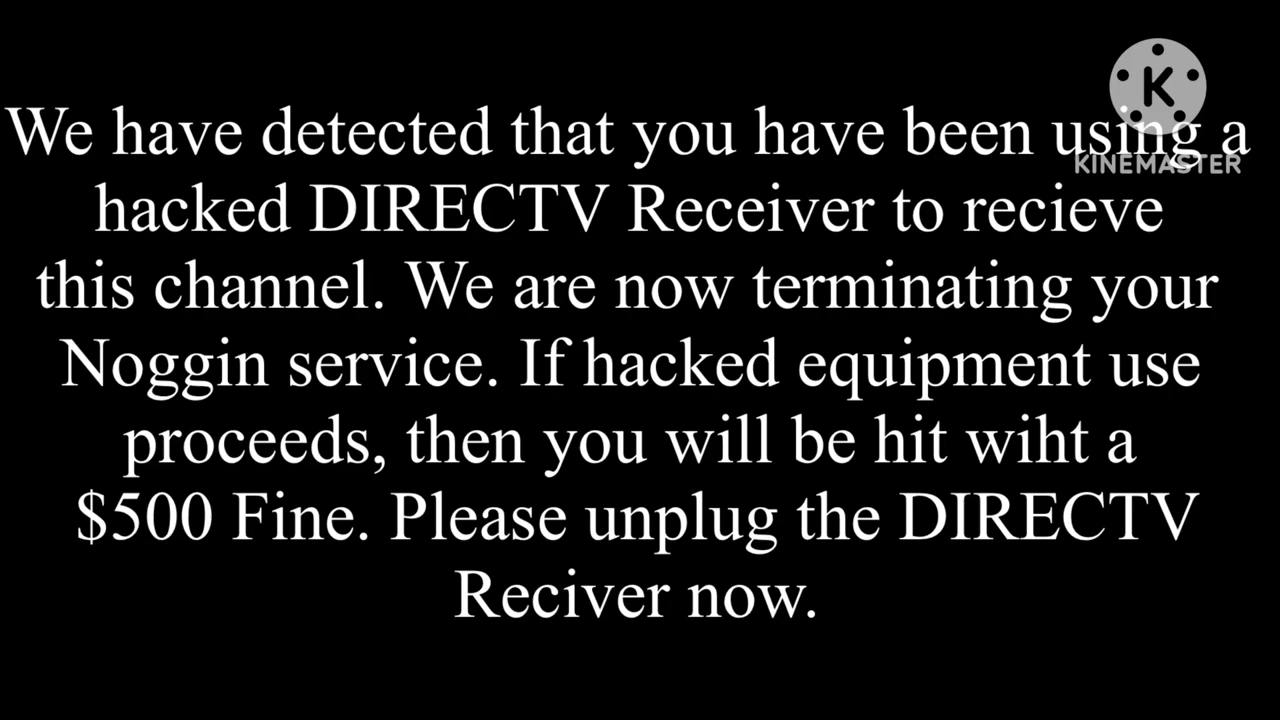 We have detected that you have been using a
KINEMASTER
hacked DIRECTV Receiver to recieve
this channel. We are now terminating your
Noggin service. If hacked equipment use
proceeds, then you will be hit wiht a
$500 Fine. Please unplug the DIRECTV
Reciver now.